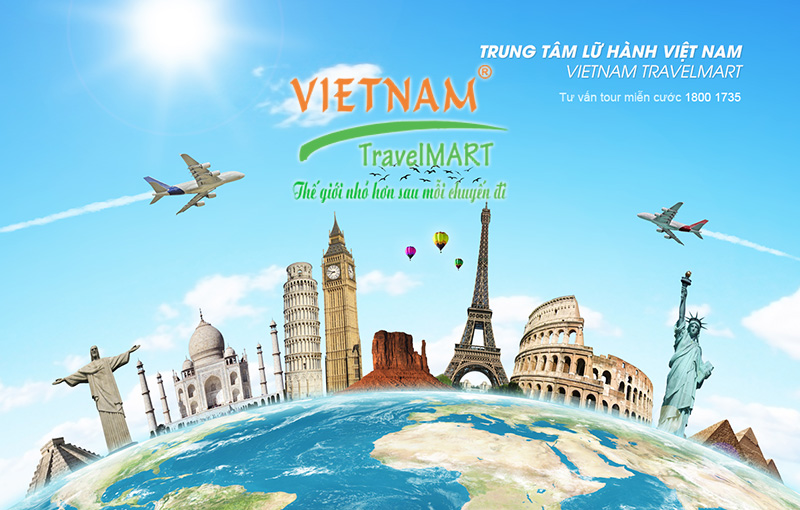 TRUNG TÂM LỮ HÀNH VIỆT NAM
VIETNAM TRAVELMART
Tư vấn tour miễn cước 1800 1735
VIETNAM®
TravelMART
Thế giới nhỏ hơn sau mỗi chuyến đi